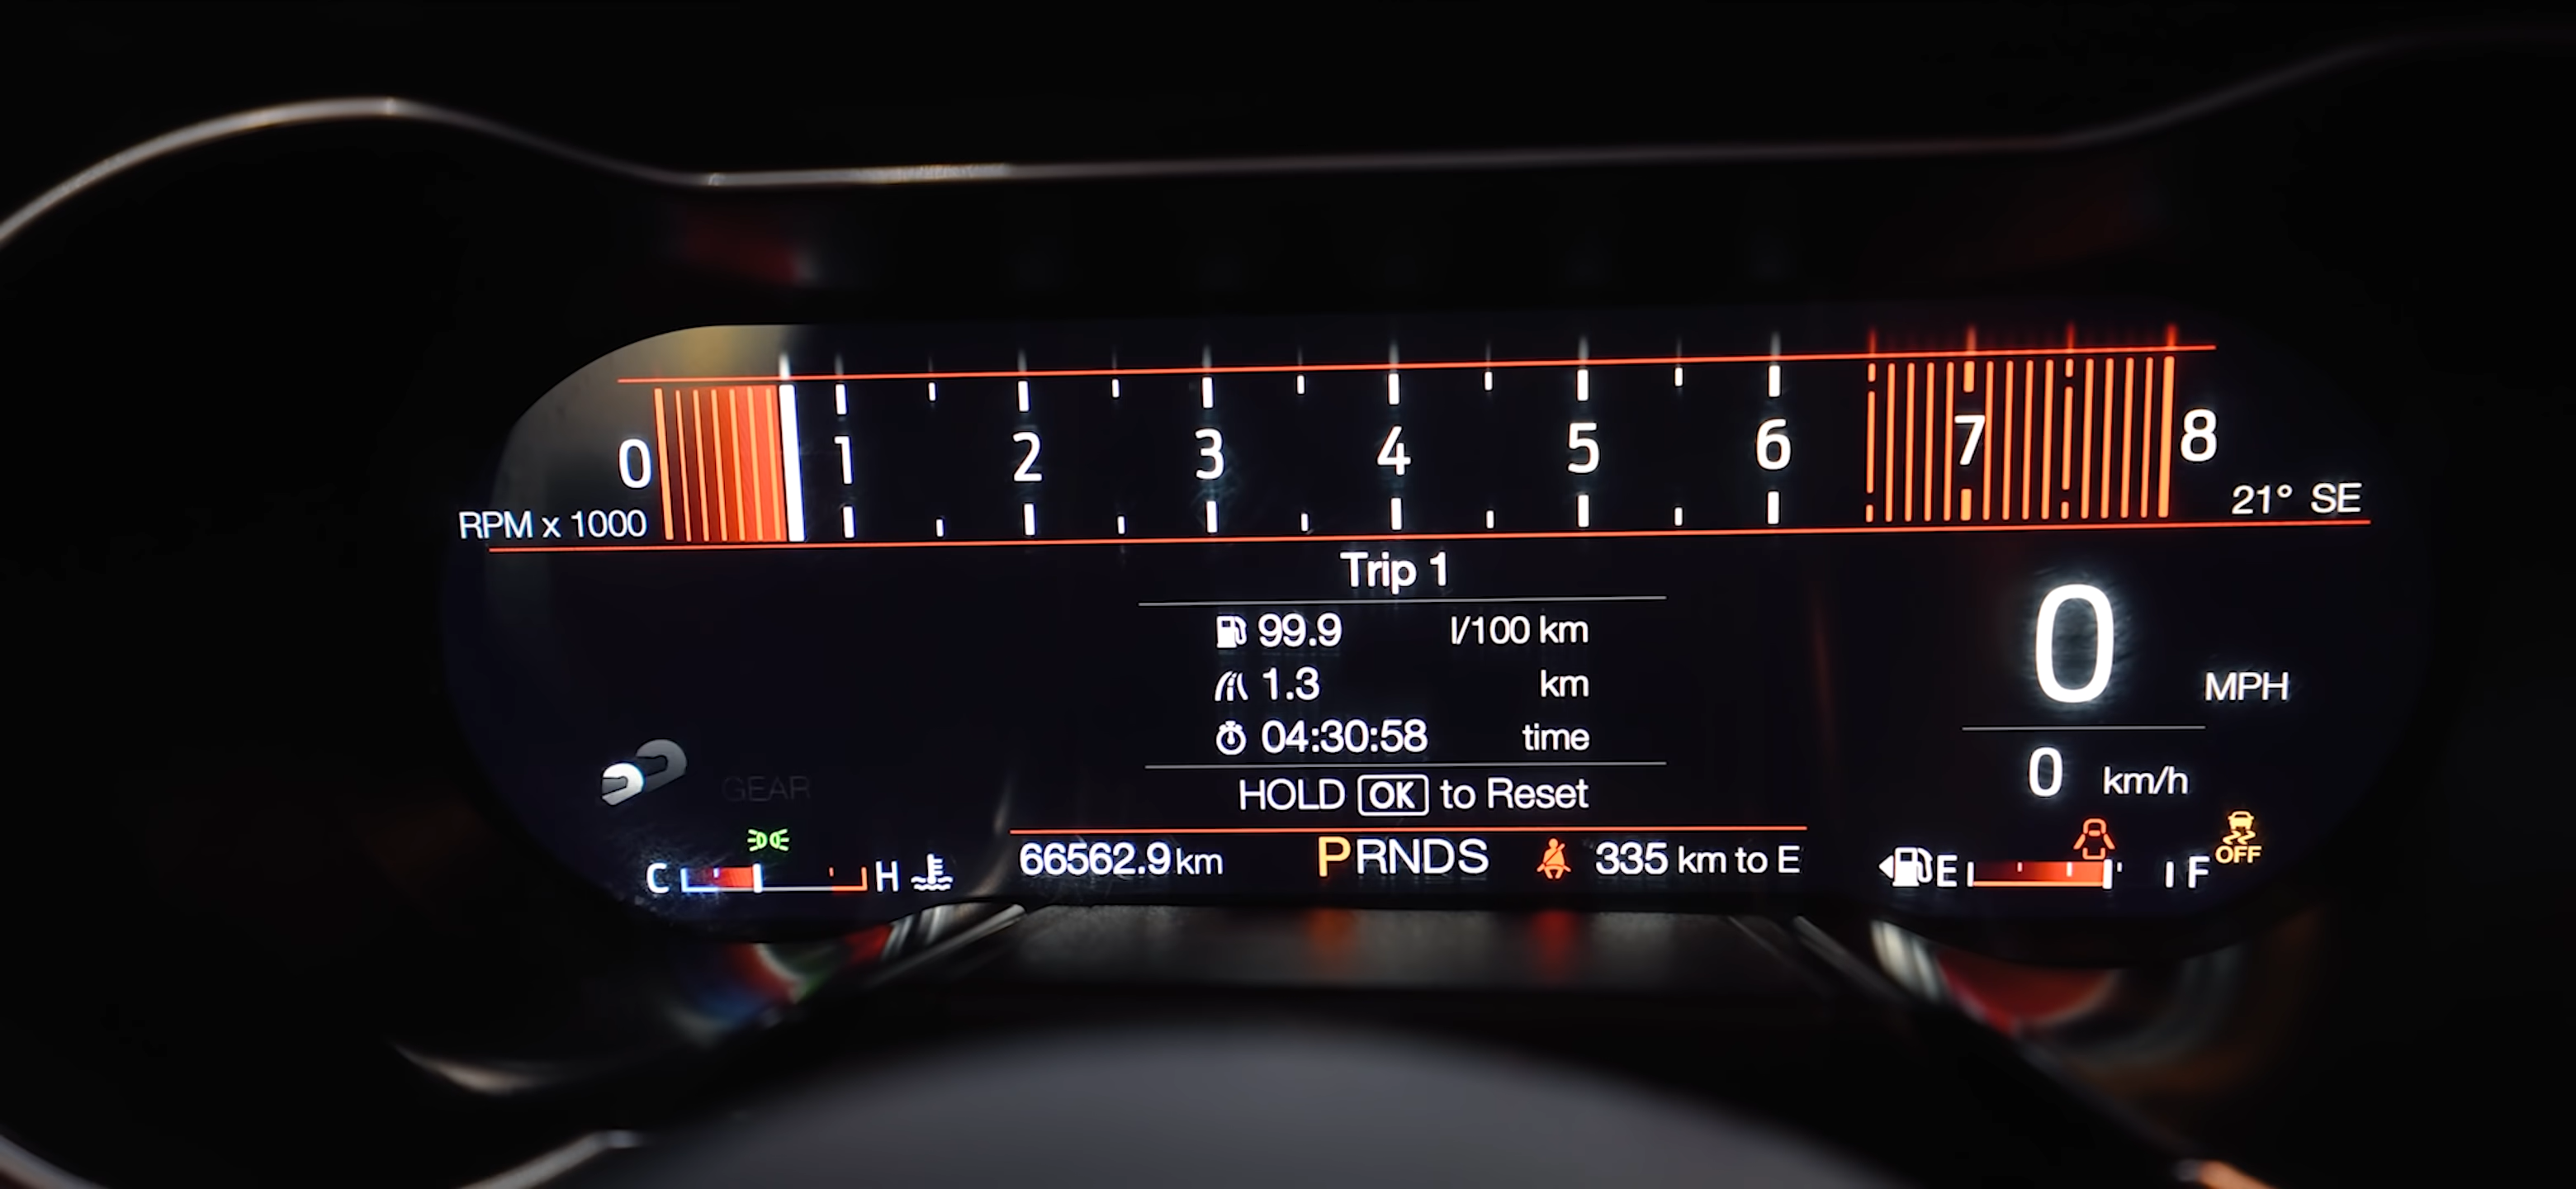 0 1 2 3 4 5 6 7 8
RPM x 1000
21° SE
Trip 1
99.9 l/100 km
1.3 km
04:30:58 time
HOLD OK to Reset
0 MPH
0 km/h
GEAR
C H
66562.9 km PRNDS 335 km to E
E F
OFF